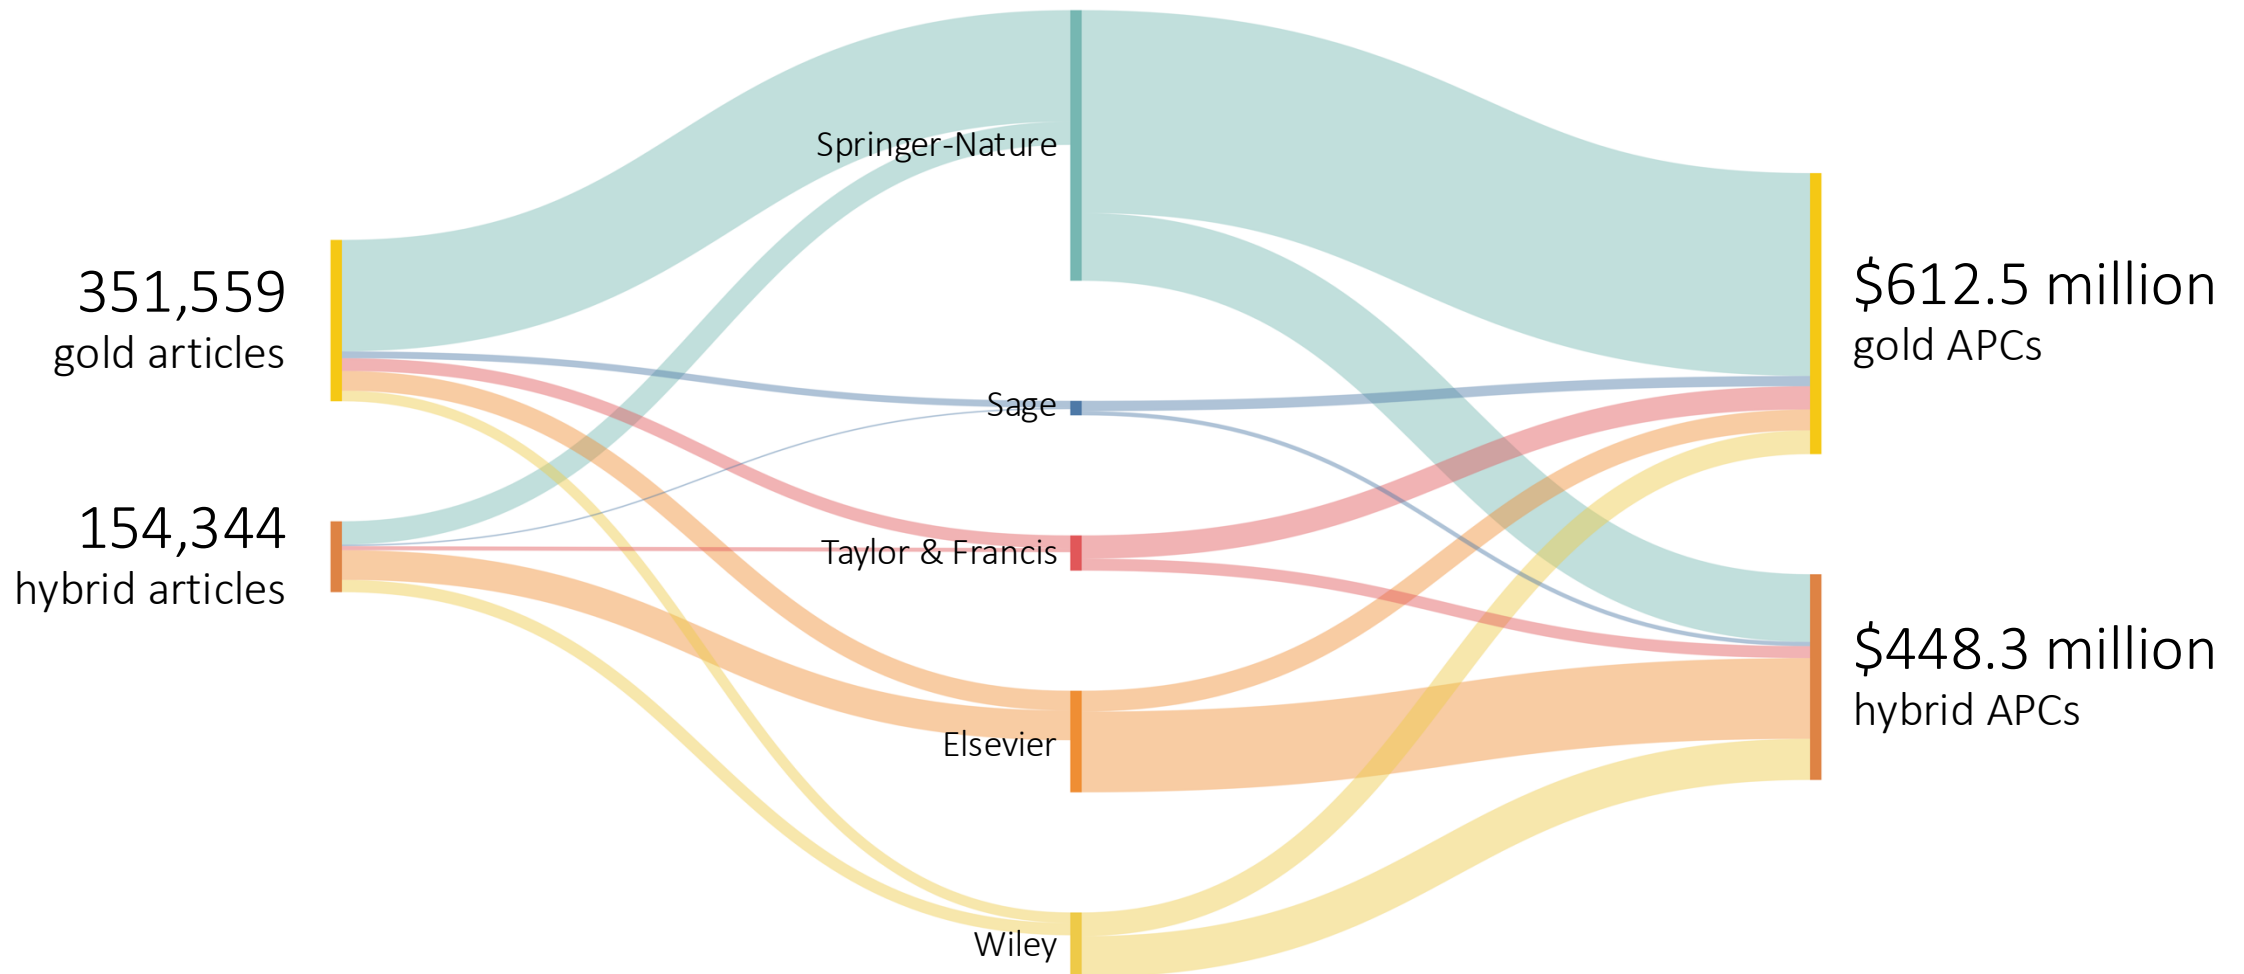 351,559
gold articles
154,344
hybrid articles
Springer-Nature
Sage
Taylor & Francis
Elsevier
Wiley
$612.5 million
gold APCs
$448.3 million
hybrid APCs